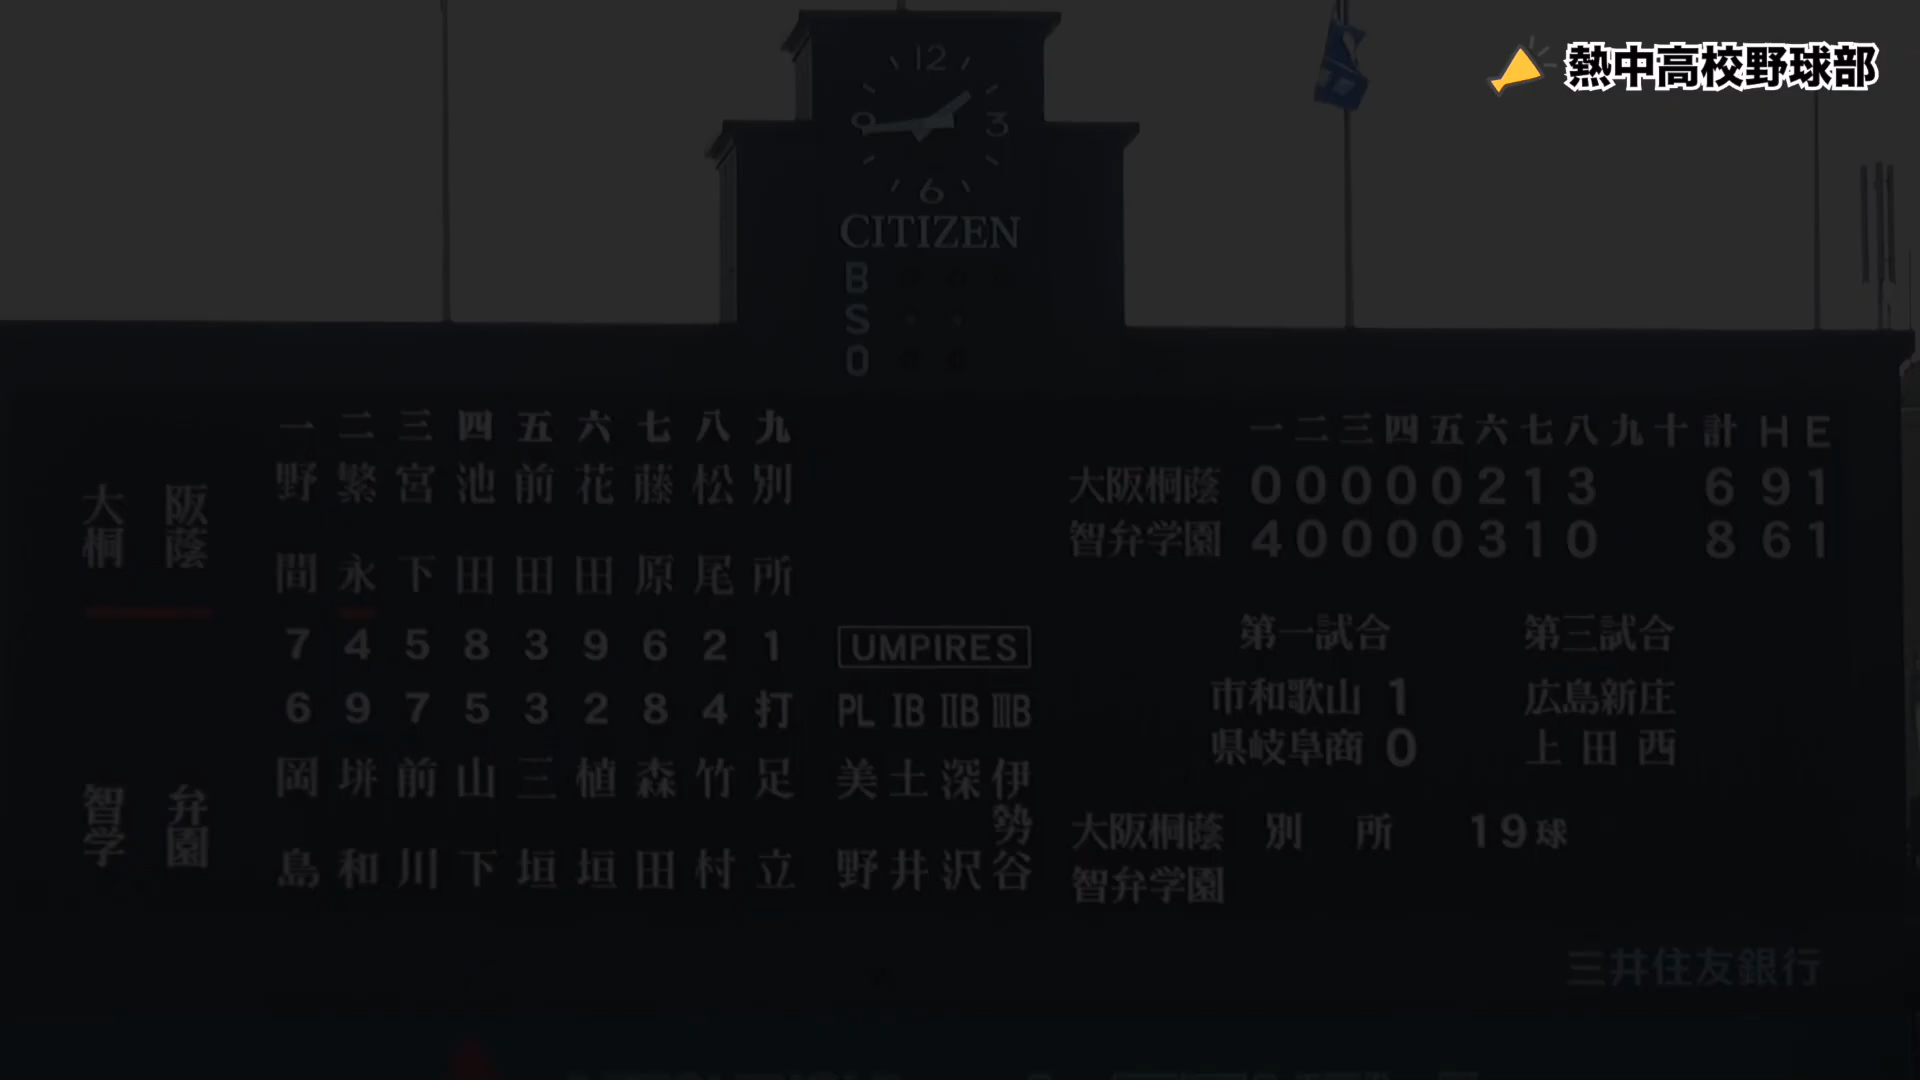 熱中高校野球部
12
9 3
6
CITIZEN
B
S
O
一 二 三 四 五 六 七 八 九
大阪桐蔭
野間 繁永 宮下 池田 前田 花田 藤原 松尾 別所
7 4 5 8 3 9 6 2 1
6 9 7 5 3 2 8 4 打
智弁学園
岡島 垪和 前川 山下 三垣 植垣 森田 竹村 足立
UMPIRES
PL IB IIB IIIB
美野 土井 深沢 伊勢谷
一 二 三 四 五 六 七 八 九 十 計 H E
大阪桐蔭 0 0 0 0 0 2 1 3 6 9 1
智弁学園 4 0 0 0 0 3 1 0 8 6 1
第一試合 第三試合
市和歌山 1 広島新庄
県岐阜商 0 上田西
大阪桐蔭 別所 19球
智弁学園
三井住友銀行